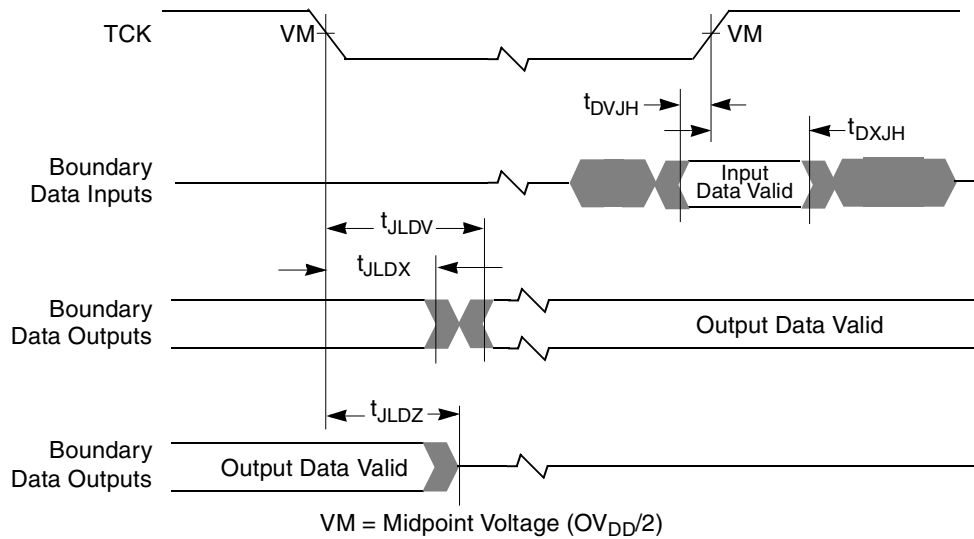 TCK
VM
VM
tDVJH
tDXJH
Boundary
Data Inputs
Input
Data Valid
tJLDV
tJLDX
Boundary
Data Outputs
Output Data Valid
tJLDZ
Boundary
Data Outputs
Output Data Valid
VM = Midpoint Voltage (OVDD/2)